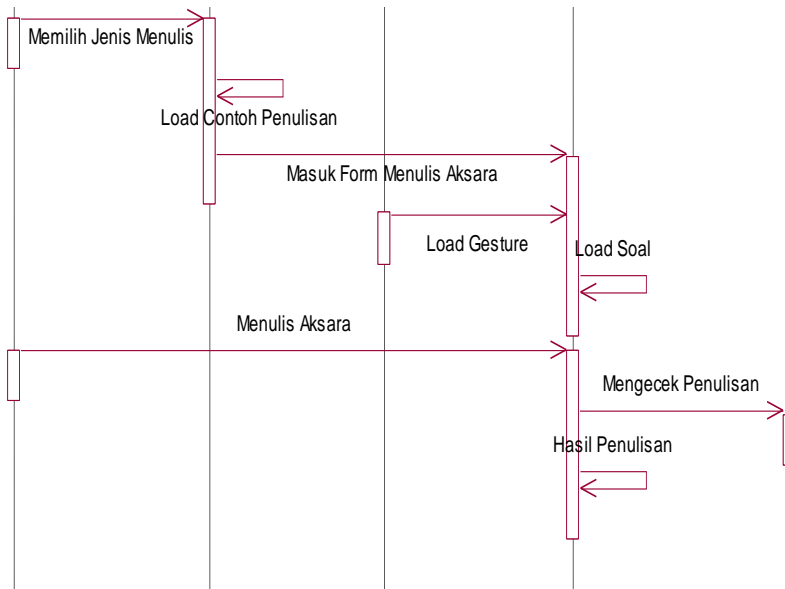 Memilih Jenis Menulis
Load Contoh Penulisan
Masuk Form Menulis Aksara
Load Gesture
Load Soal
Menulis Aksara
Mengecek Penulisan
Hasil Penulisan